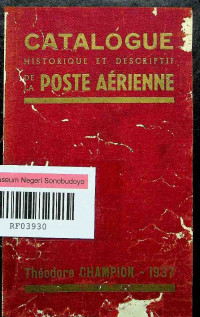 CATALOGUE
HISTORIQUE ET DESCRIPTIF
DE LA POSTE AÉRIENNE
Museum Negeri Sonobudoyo
RF03930
Théodore CHAMPION - 1937